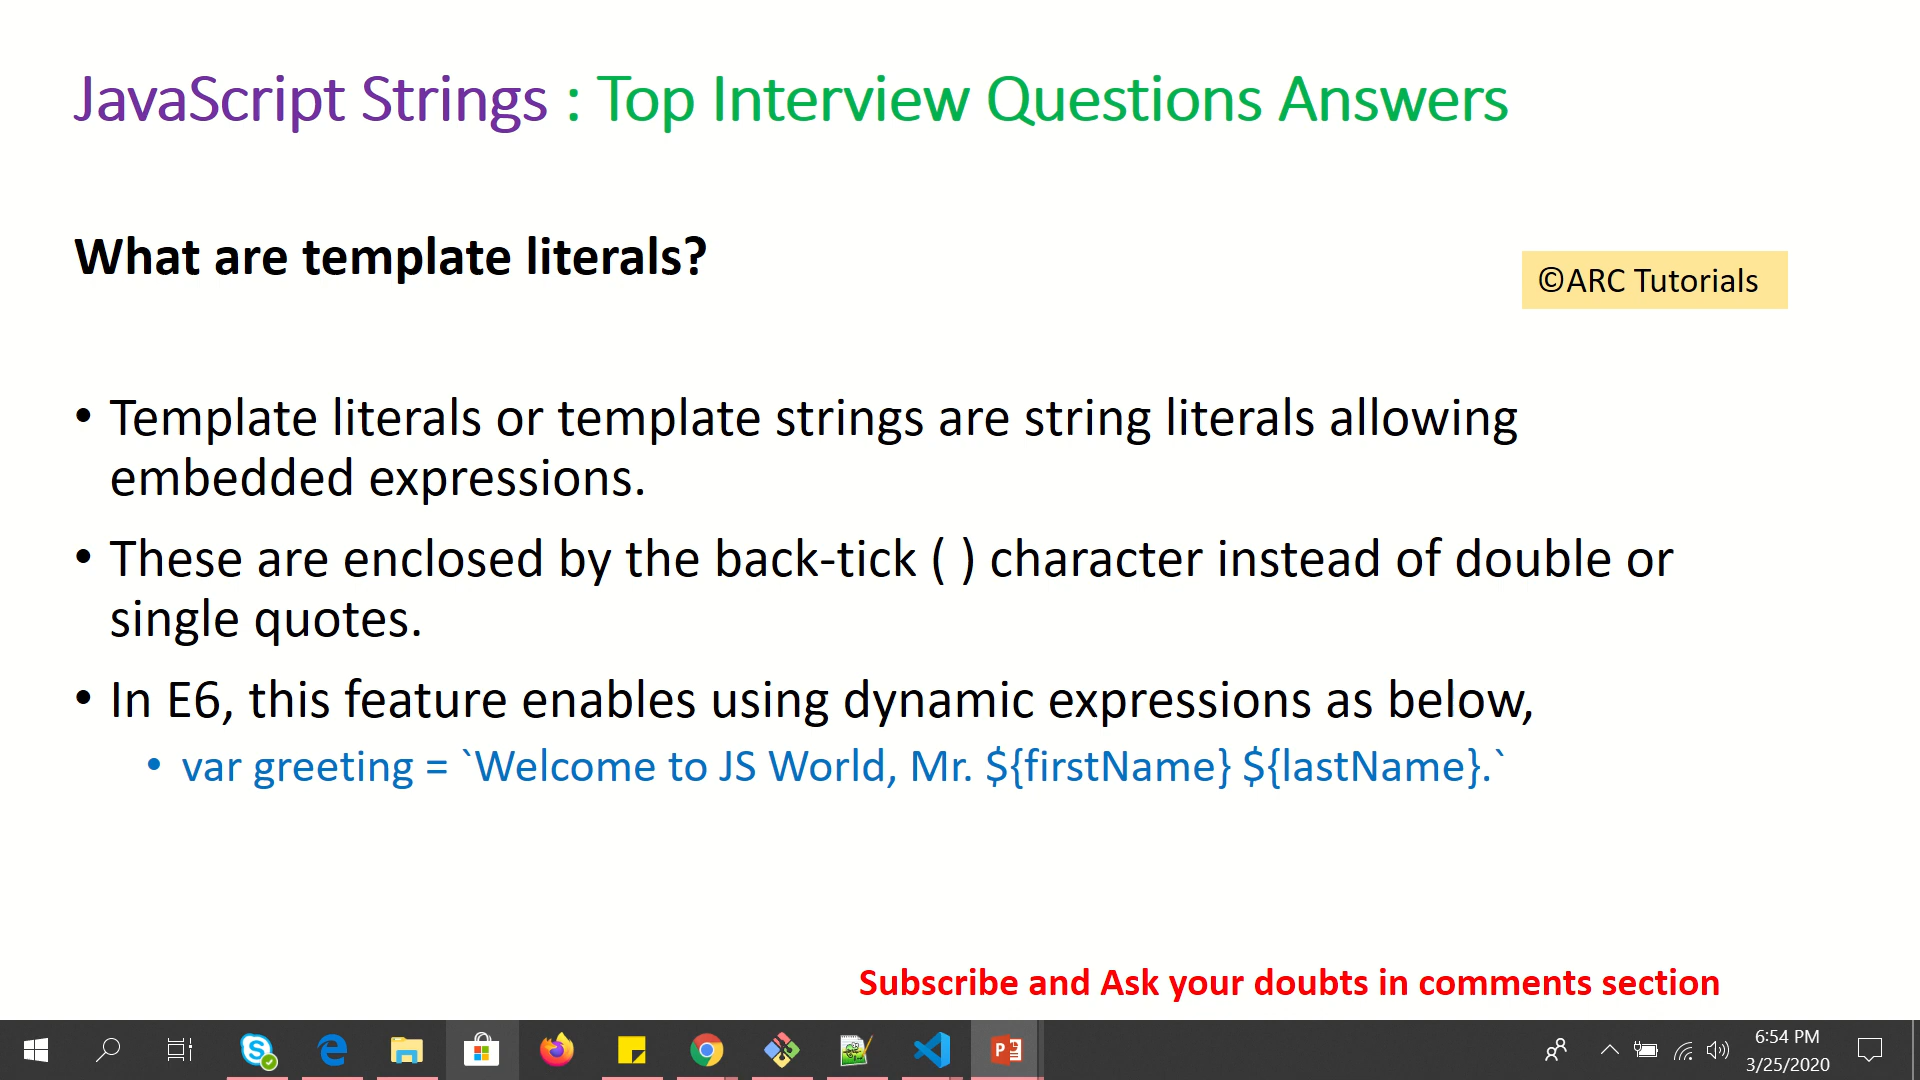 JavaScript Strings : Top Interview Questions Answers
What are template literals?
©ARC Tutorials
• Template literals or template strings are string literals allowing
embedded expressions.
• These are enclosed by the back-tick ( ) character instead of double or
single quotes.
• In E6, this feature enables using dynamic expressions as below,
• var greeting = `Welcome to JS World, Mr. ${firstName} ${lastName}.`
Subscribe and Ask your doubts in comments section
6:54 PM
3/25/2020